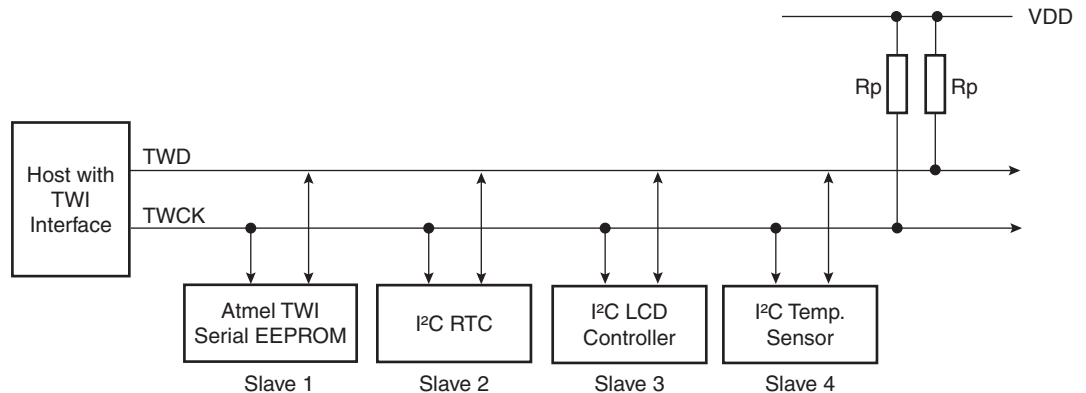 VDD
Rp
Rp
Host with
TWI
Interface
TWD
TWCK
Atmel TWI
Serial EEPROM
I²C RTC
I²C LCD
Controller
I²C Temp.
Sensor
Slave 1
Slave 2
Slave 3
Slave 4